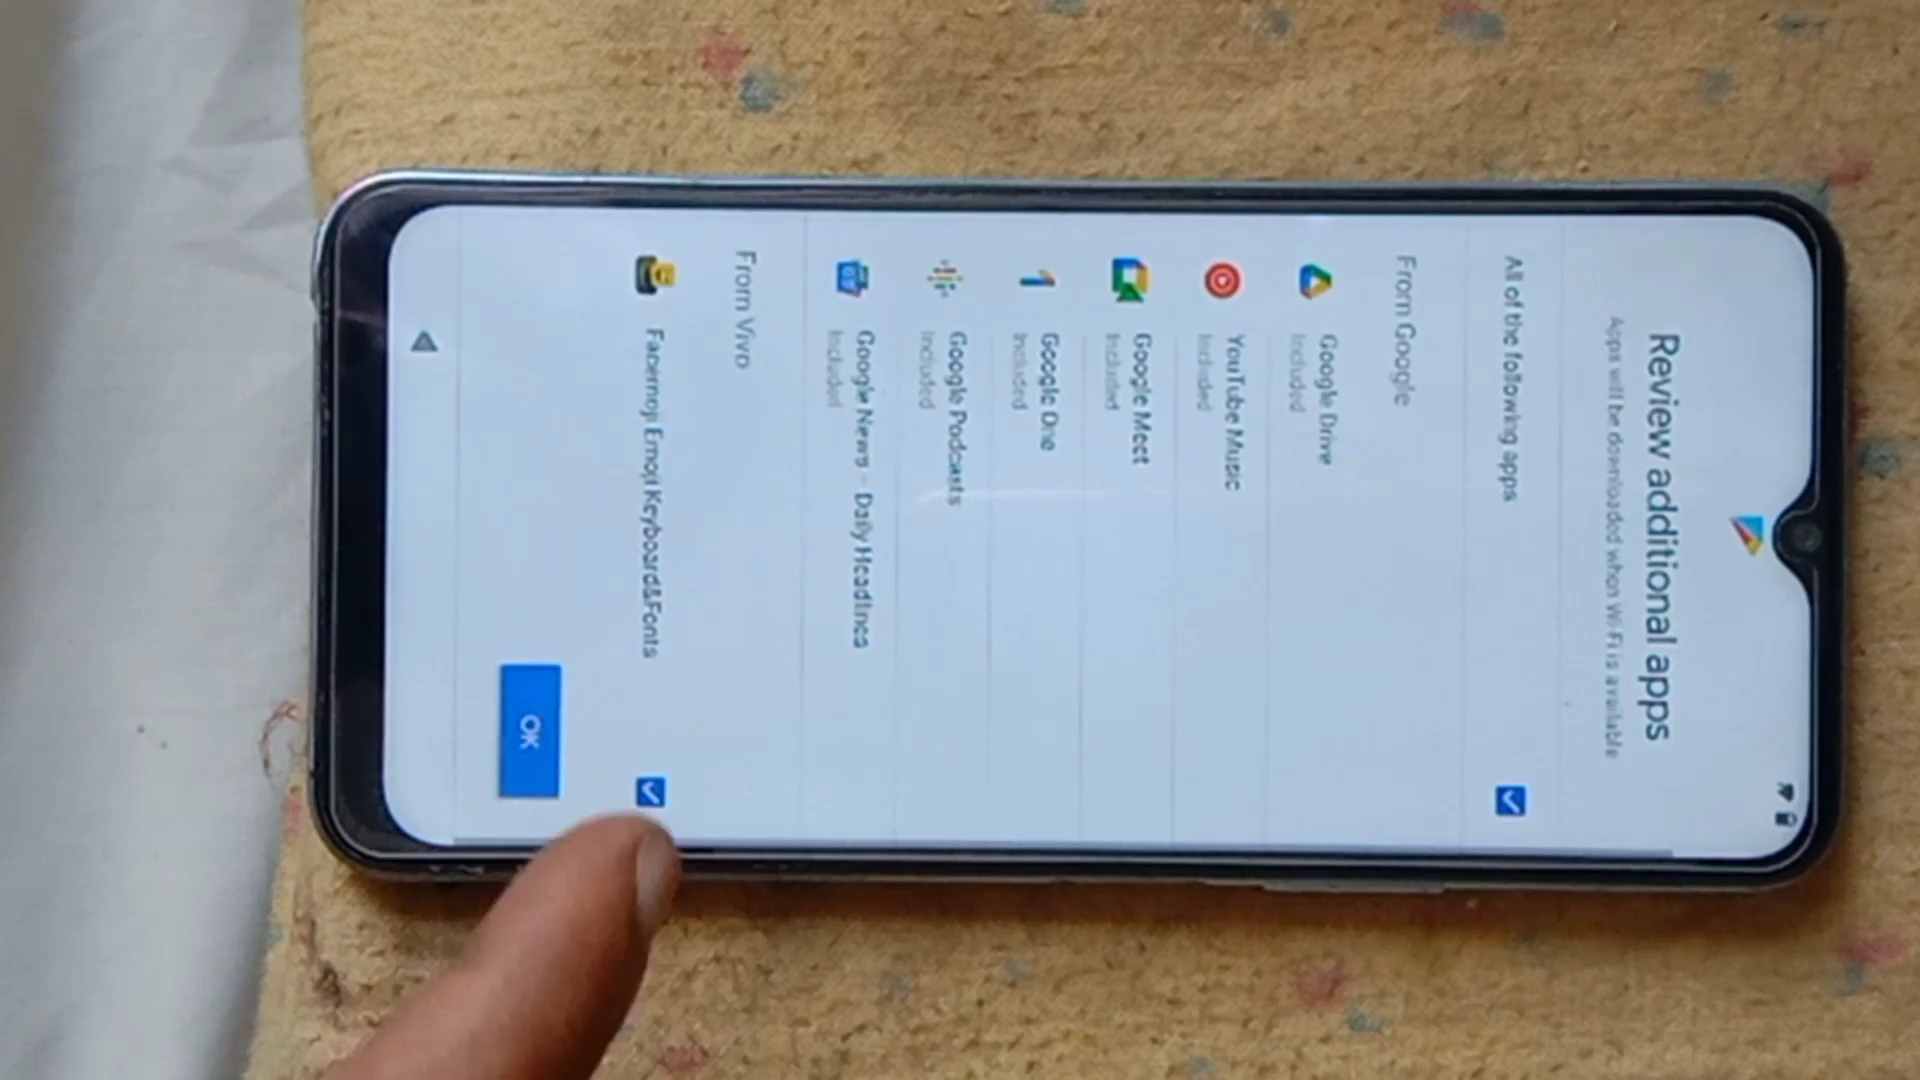 Review additional apps
Apps will be downloaded when Wi-Fi is available
All of the following apps
From Google
Google Drive
Included
YouTube Music
Included
Google Meet
Included
Google One
Included
Google Podcasts
Included
Google News - Daily Headlines
Included
From Vivo
Facemoji Emoji Keyboard&Fonts
OK